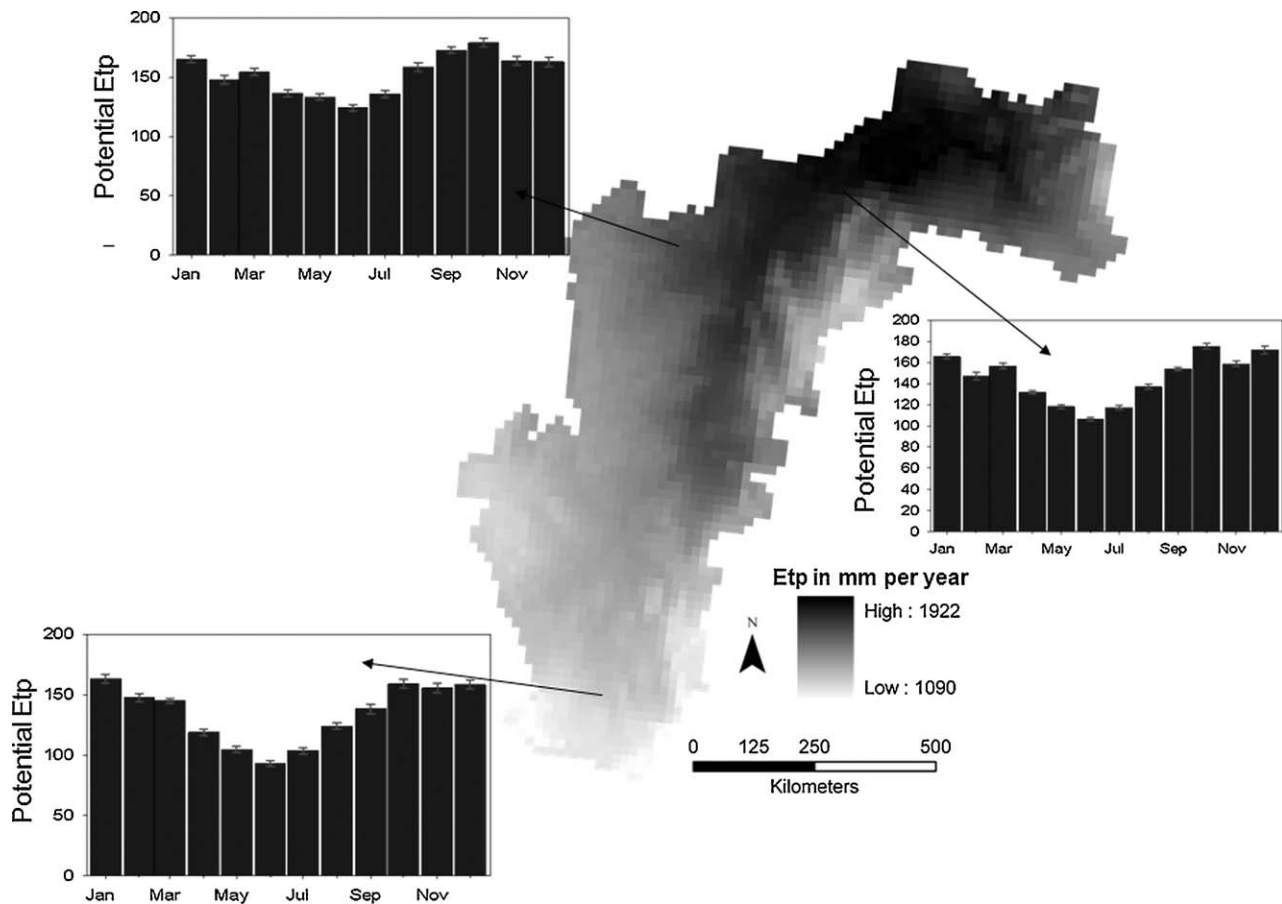 200
150
100
50
0
Potential Etp
Jan Mar May Jul Sep Nov
200
180
160
140
120
100
80
60
40
20
0
Potential Etp
Jan Mar May Jul Sep Nov
Etp in mm per year
High : 1922
Low : 1090
N
0 125 250 500
Kilometers
200
150
100
50
0
Potential Etp
Jan Mar May Jul Sep Nov